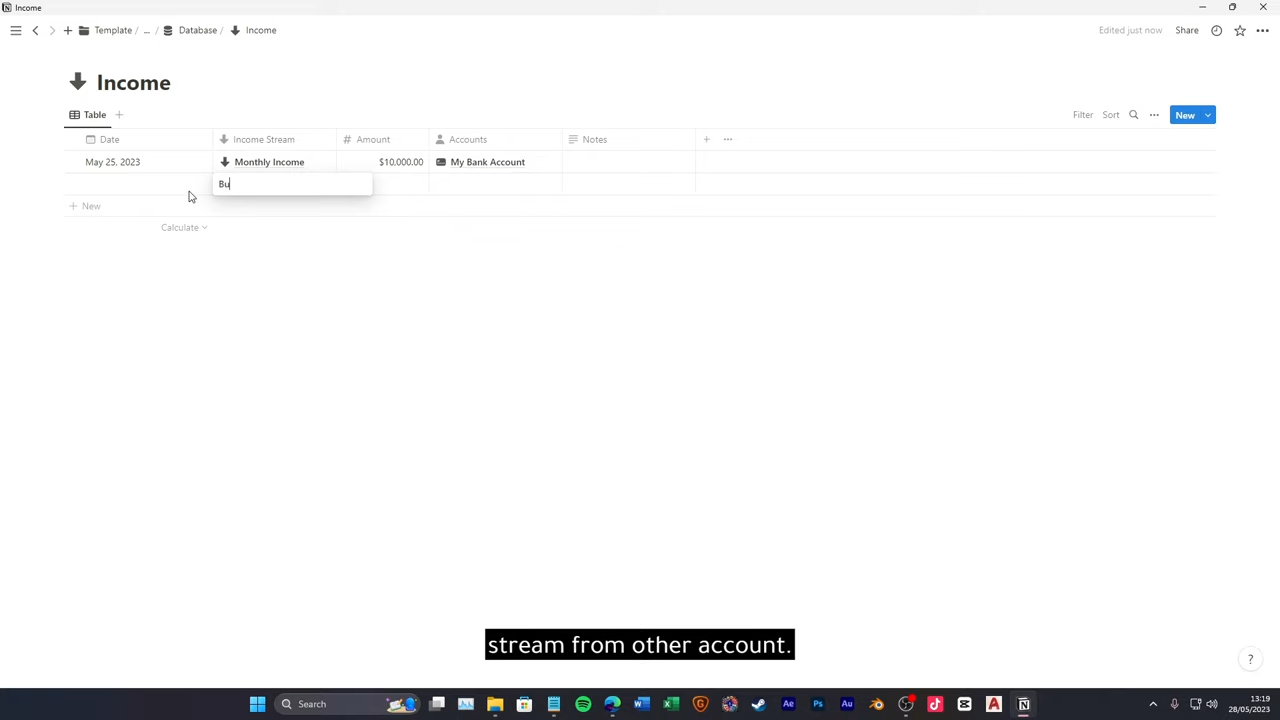 Income
Template / ... / Database / Income
Edited just now Share
Income
Table
Filter Sort New
Date Income Stream Amount Accounts Notes
May 25, 2023 Monthly Income $10,000.00 My Bank Account
Bu
New
Calculate
stream from other account.
?
Search
13:19
28/05/2023